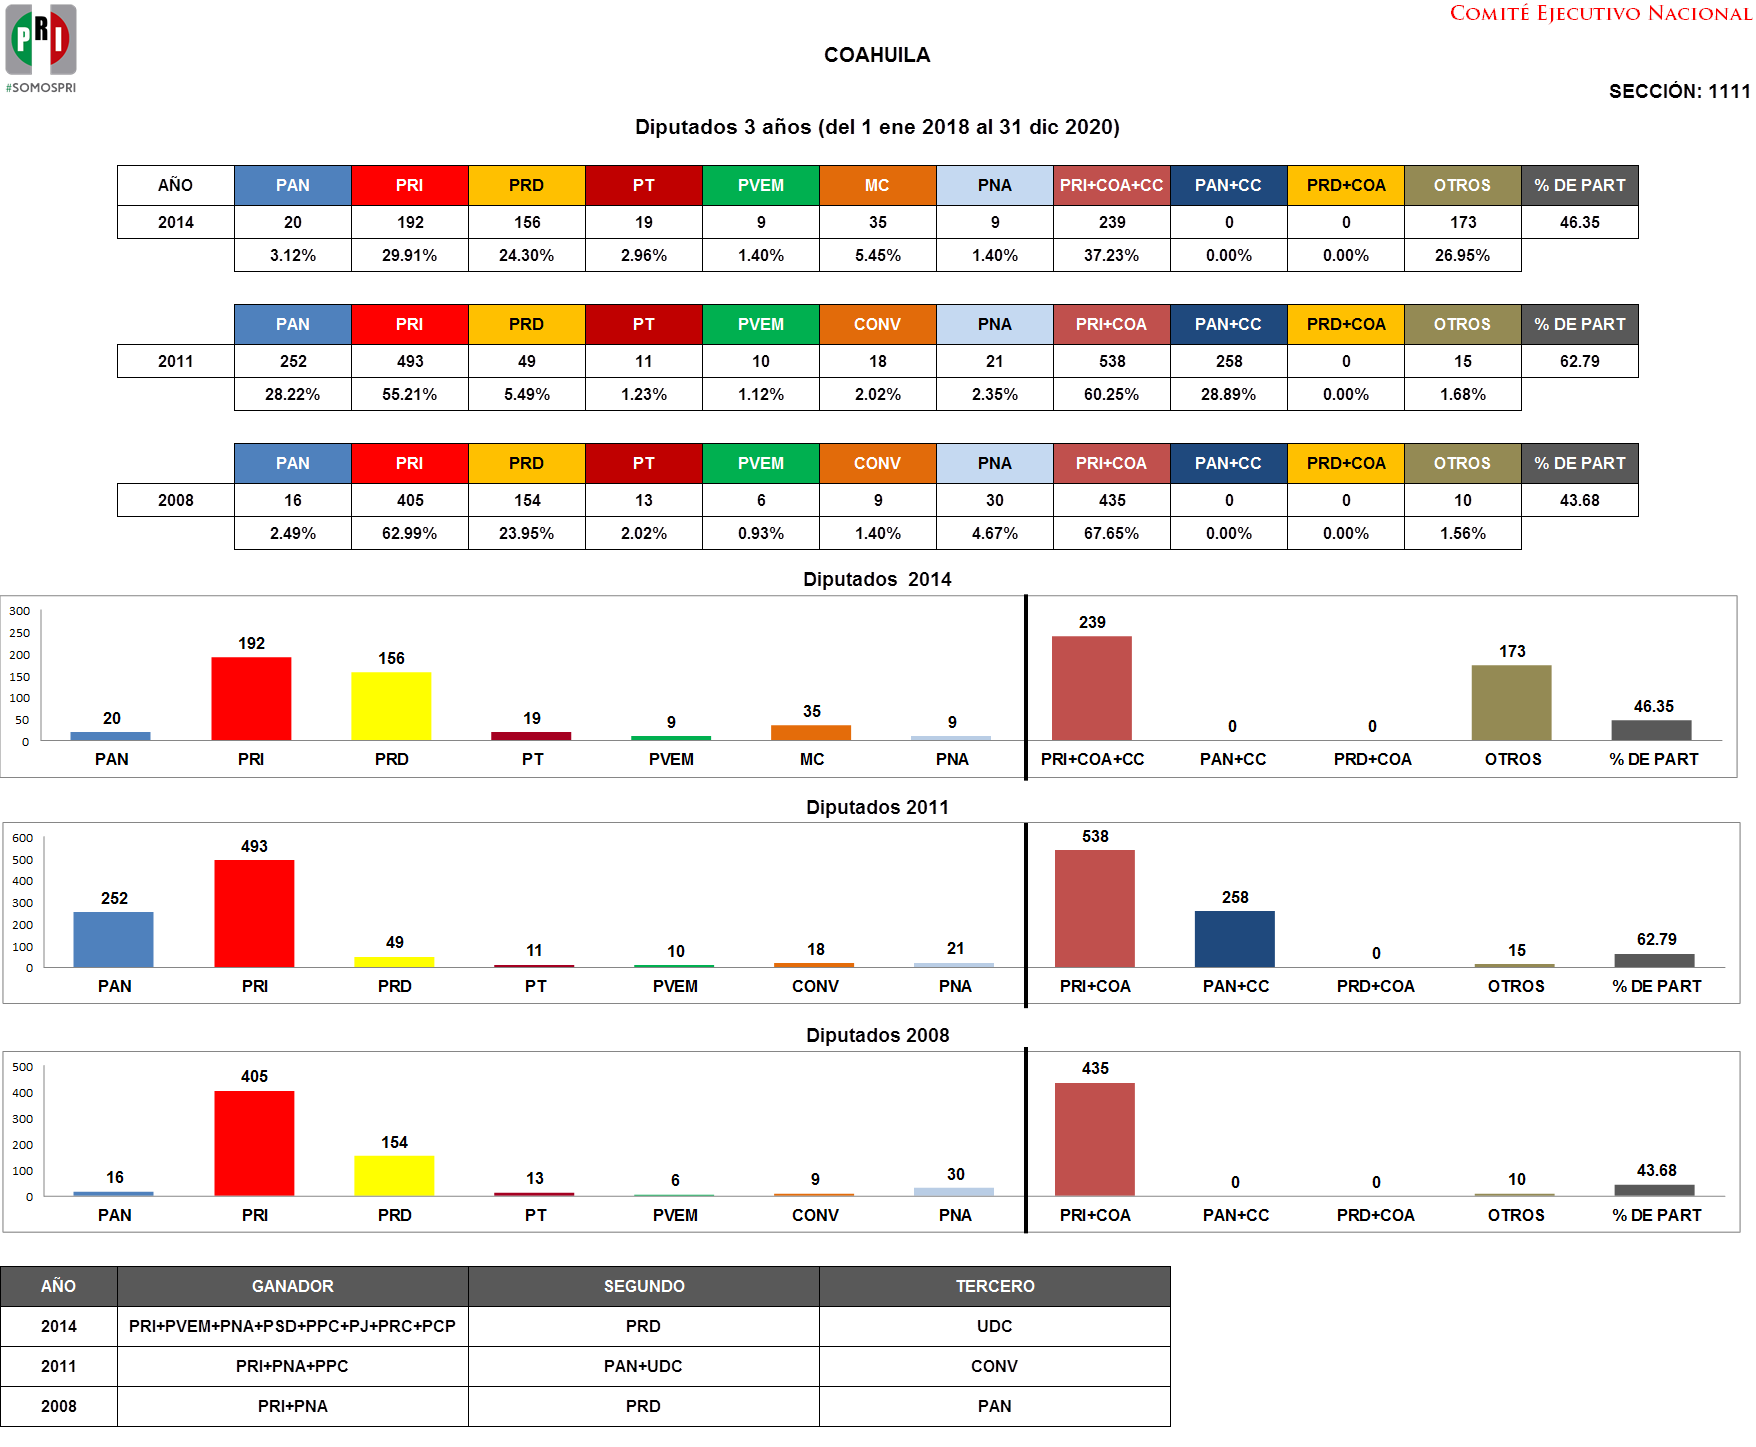 PRI
#SOMOSPRI
COMITÉ EJECUTIVO NACIONAL
COAHUILA
SECCIÓN: 1111
Diputados 3 años (del 1 ene 2018 al 31 dic 2020)
AÑO PAN PRI PRD PT PVEM MC PNA PRI+COA+CC PAN+CC PRD+COA OTROS % DE PART
2014 20 192 156 19 9 35 9 239 0 0 173 46.35
3.12% 29.91% 24.30% 2.96% 1.40% 5.45% 1.40% 37.23% 0.00% 0.00% 26.95%
PAN PRI PRD PT PVEM CONV PNA PRI+COA PAN+CC PRD+COA OTROS % DE PART
2011 252 493 49 11 10 18 21 538 258 0 15 62.79
28.22% 55.21% 5.49% 1.23% 1.12% 2.02% 2.35% 60.25% 28.89% 0.00% 1.68%
PAN PRI PRD PT PVEM CONV PNA PRI+COA PAN+CC PRD+COA OTROS % DE PART
2008 16 405 154 13 6 9 30 435 0 0 10 43.68
2.49% 62.99% 23.95% 2.02% 0.93% 1.40% 4.67% 67.65% 0.00% 0.00% 1.56%
Diputados 2014
300
250
200
150
100
50
0
20 192 156 19 9 35 9 239 0 0 173 46.35
PAN PRI PRD PT PVEM MC PNA PRI+COA+CC PAN+CC PRD+COA OTROS % DE PART
Diputados 2011
600
500
400
300
200
100
0
252 493 49 11 10 18 21 538 258 0 15 62.79
PAN PRI PRD PT PVEM CONV PNA PRI+COA PAN+CC PRD+COA OTROS % DE PART
Diputados 2008
500
400
300
200
100
0
16 405 154 13 6 9 30 435 0 0 10 43.68
PAN PRI PRD PT PVEM CONV PNA PRI+COA PAN+CC PRD+COA OTROS % DE PART
AÑO GANADOR SEGUNDO TERCERO
2014 PRI+PVEM+PNA+PSD+PPC+PJ+PRC+PCP PRD UDC
2011 PRI+PNA+PPC PAN+UDC CONV
2008 PRI+PNA PRD PAN